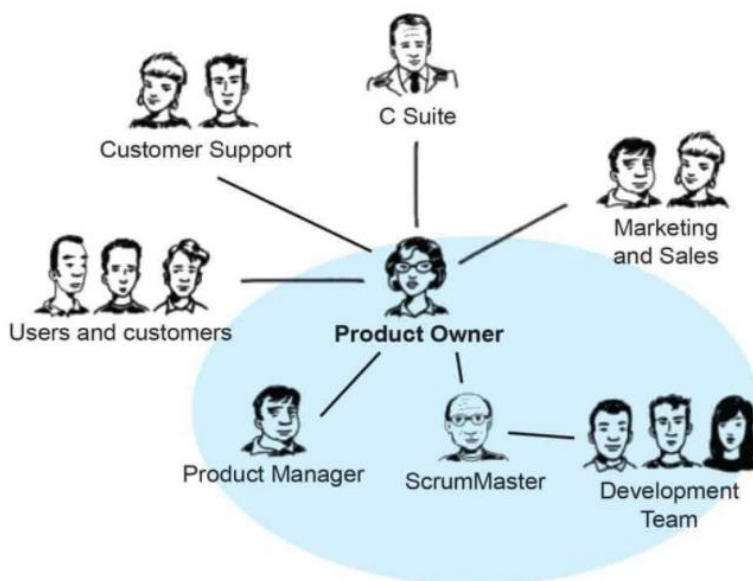 C Suite
Customer Support
Marketing
and Sales
Users and customers
Product Owner
Product Manager
ScrumMaster
Development
Team